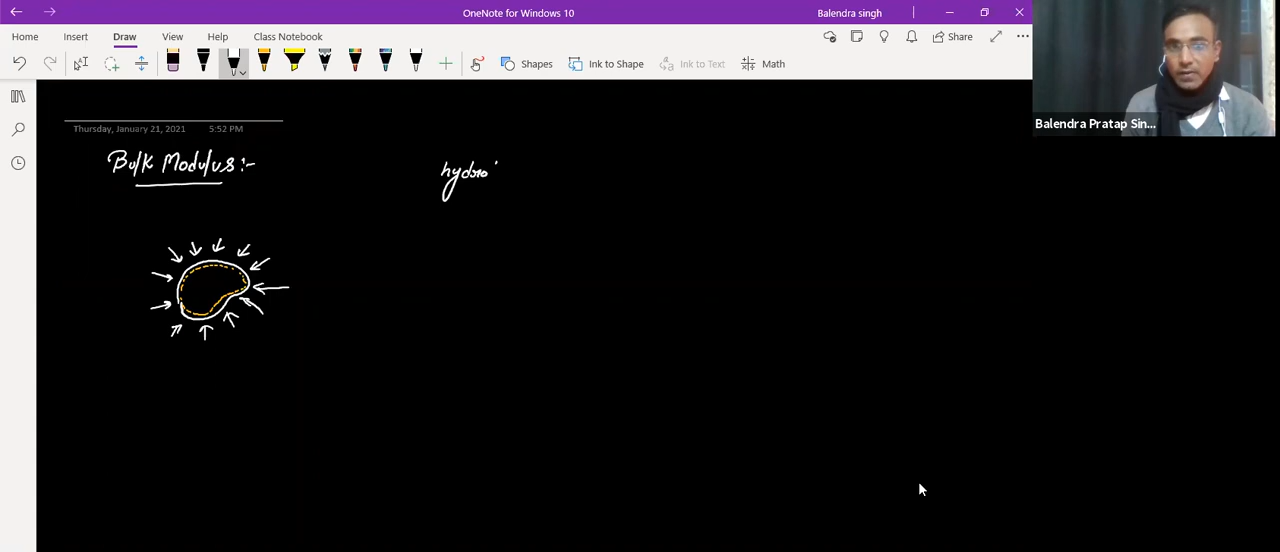 OneNote for Windows 10
Balendra singh
Home Insert Draw View Help Class Notebook
Share
Shapes Ink to Shape Ink to Text Math
Balendra Pratap Sin...
Thursday, January 21, 2021 5:52 PM
Bulk Modulus:-
hydro